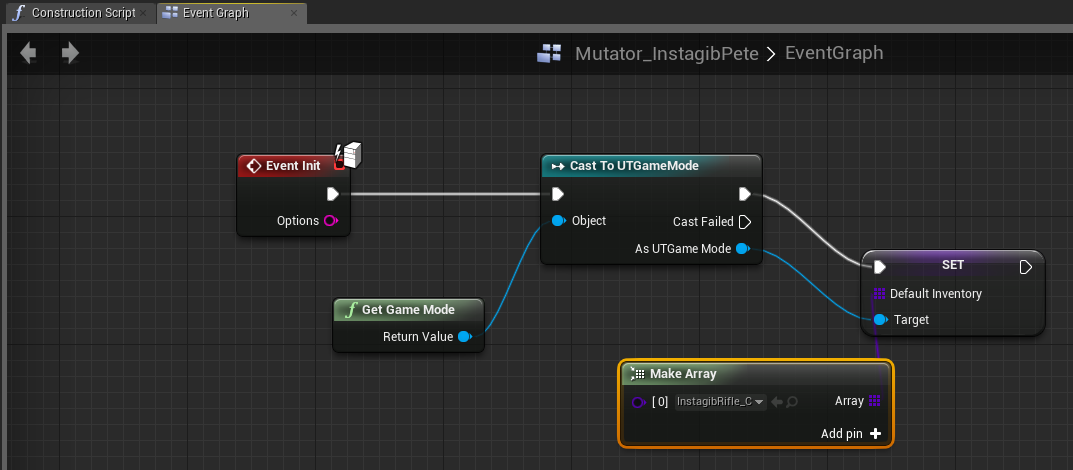 Construction Script
Event Graph
Mutator_InstagibPete > EventGraph
Event Init
Options
Cast To UTGameMode
Object
Cast Failed
As UTGame Mode
Get Game Mode
Return Value
SET
Default Inventory
Target
Make Array
[ 0] InstagibRifle_C
Array
Add pin